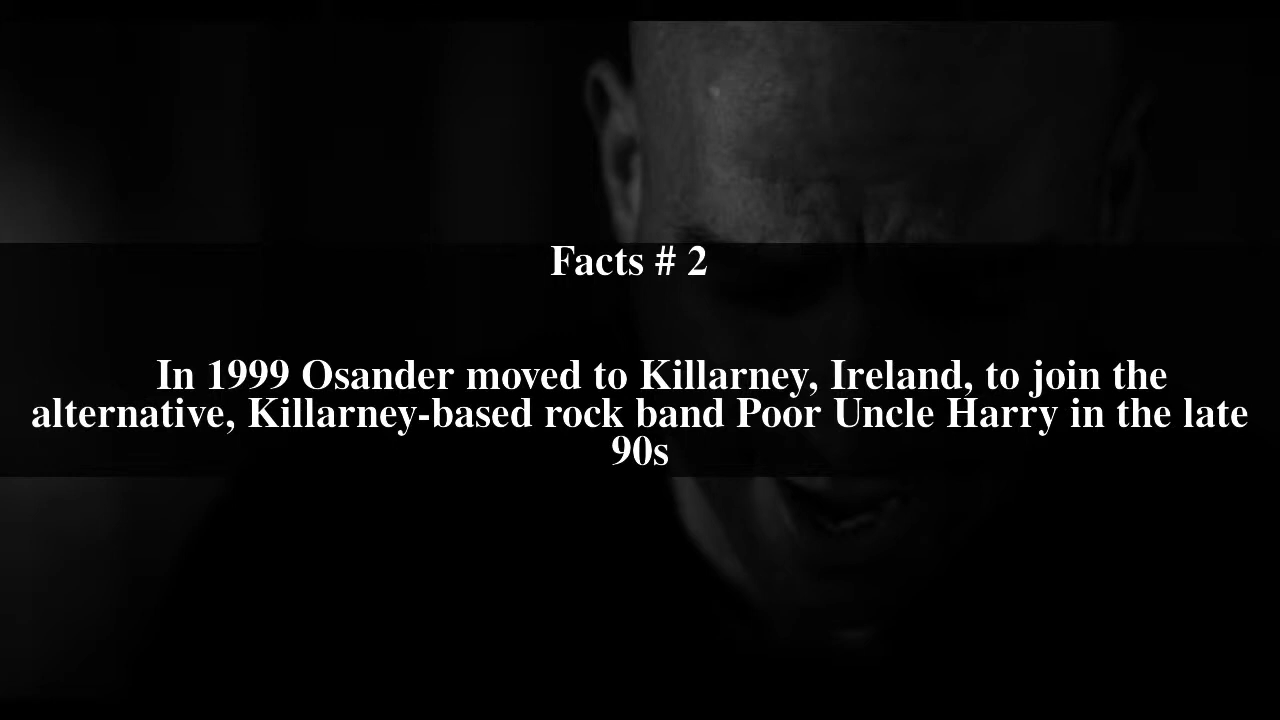 Facts # 2
In 1999 Osander moved to Killarney, Ireland, to join the
alternative, Killarney-based rock band Poor Uncle Harry in the late
90s